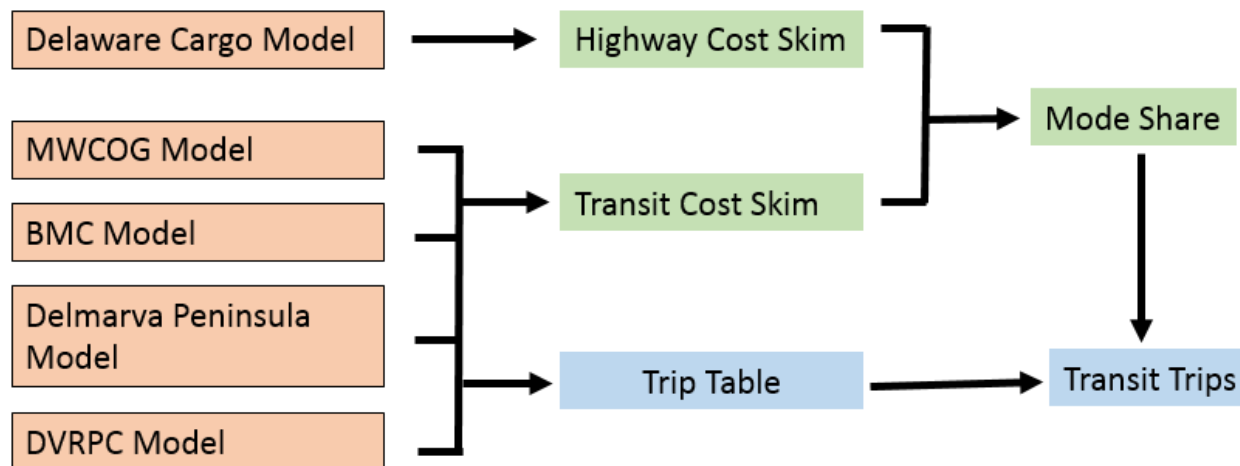 Delaware Cargo Model
Highway Cost Skim
Mode Share
MWCOG Model
Transit Cost Skim
BMC Model
Delmarva Peninsula
Model
Trip Table
Transit Trips
DVRPC Model